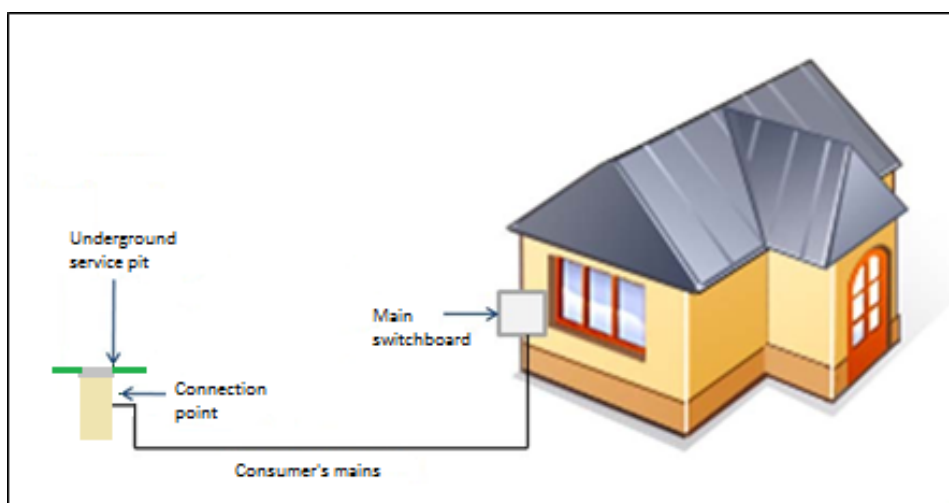 Underground
service pit
Main
switchboard
Connection
point
Consumer's mains